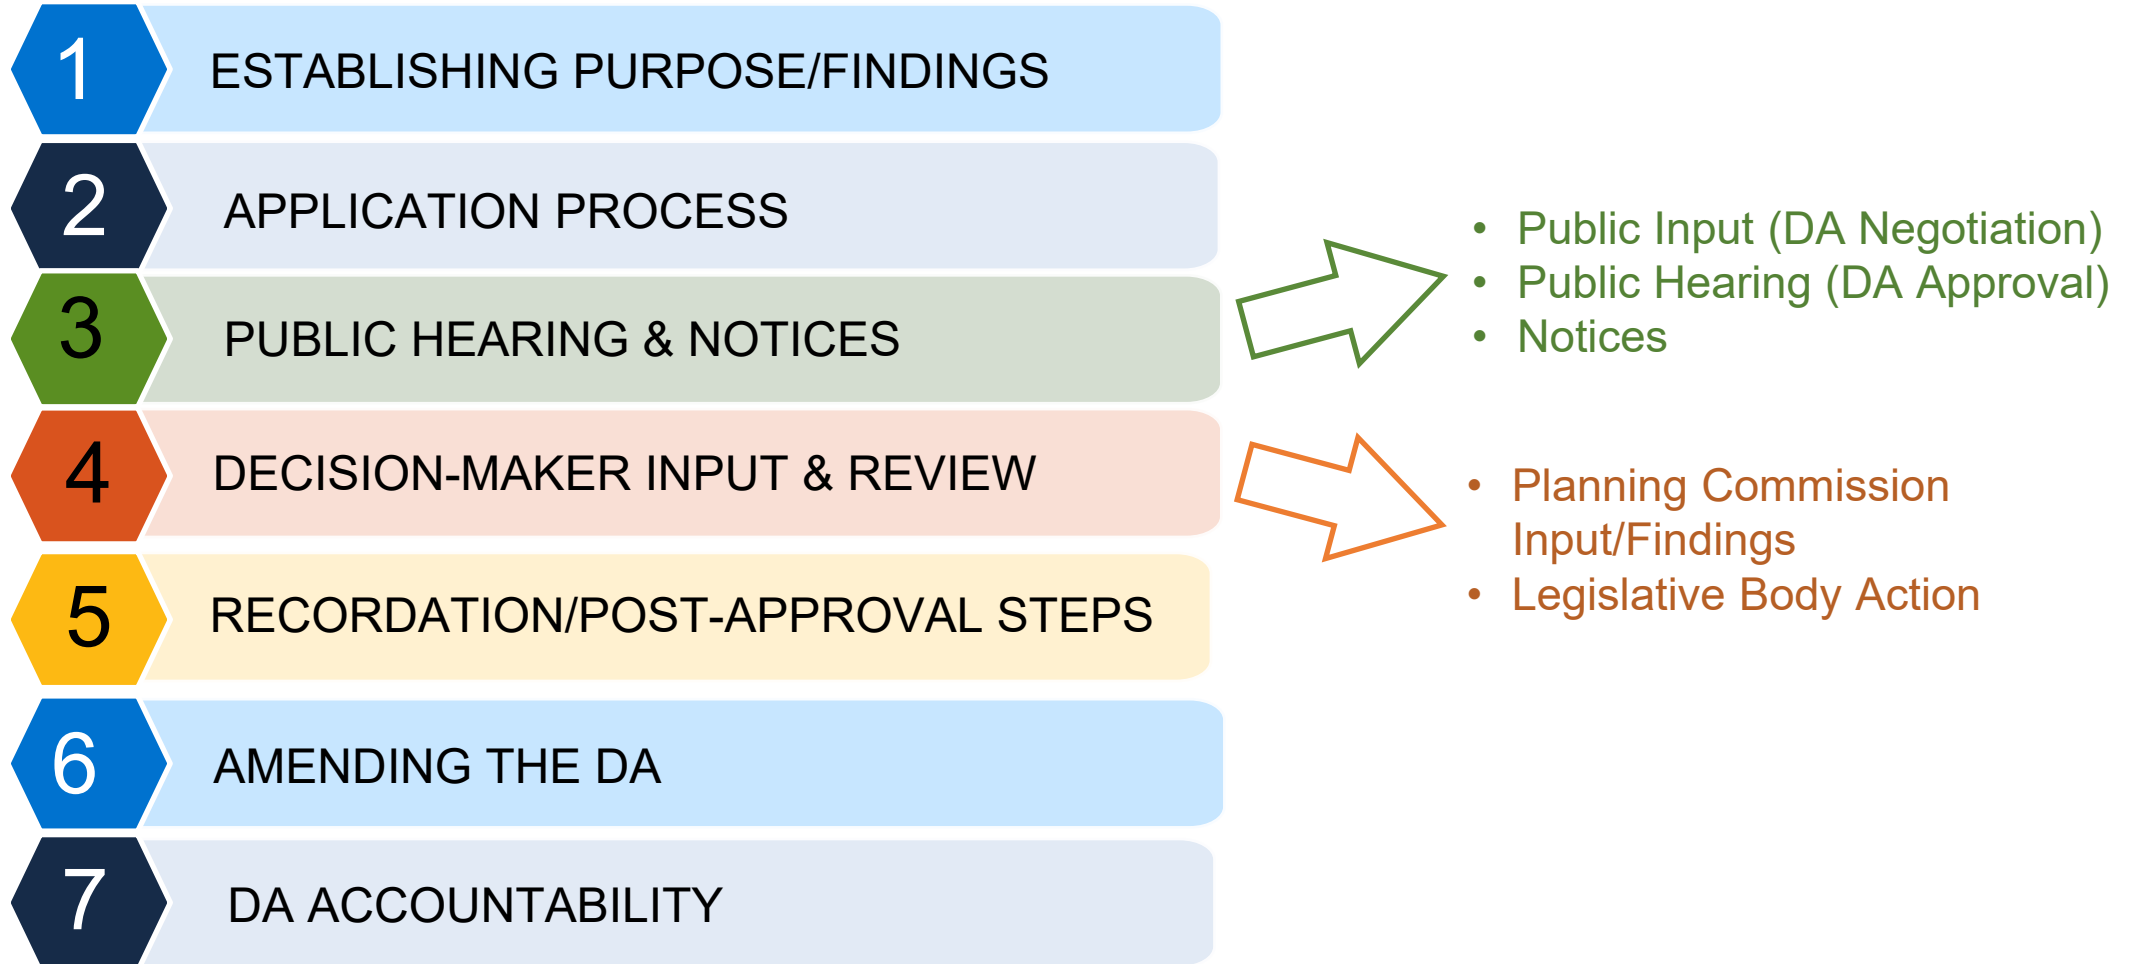 1 ESTABLISHING PURPOSE/FINDINGS
2 APPLICATION PROCESS
3 PUBLIC HEARING & NOTICES
• Public Input (DA Negotiation)
• Public Hearing (DA Approval)
• Notices
4 DECISION-MAKER INPUT & REVIEW
• Planning Commission
Input/Findings
• Legislative Body Action
5 RECORDATION/POST-APPROVAL STEPS
6 AMENDING THE DA
7 DA ACCOUNTABILITY